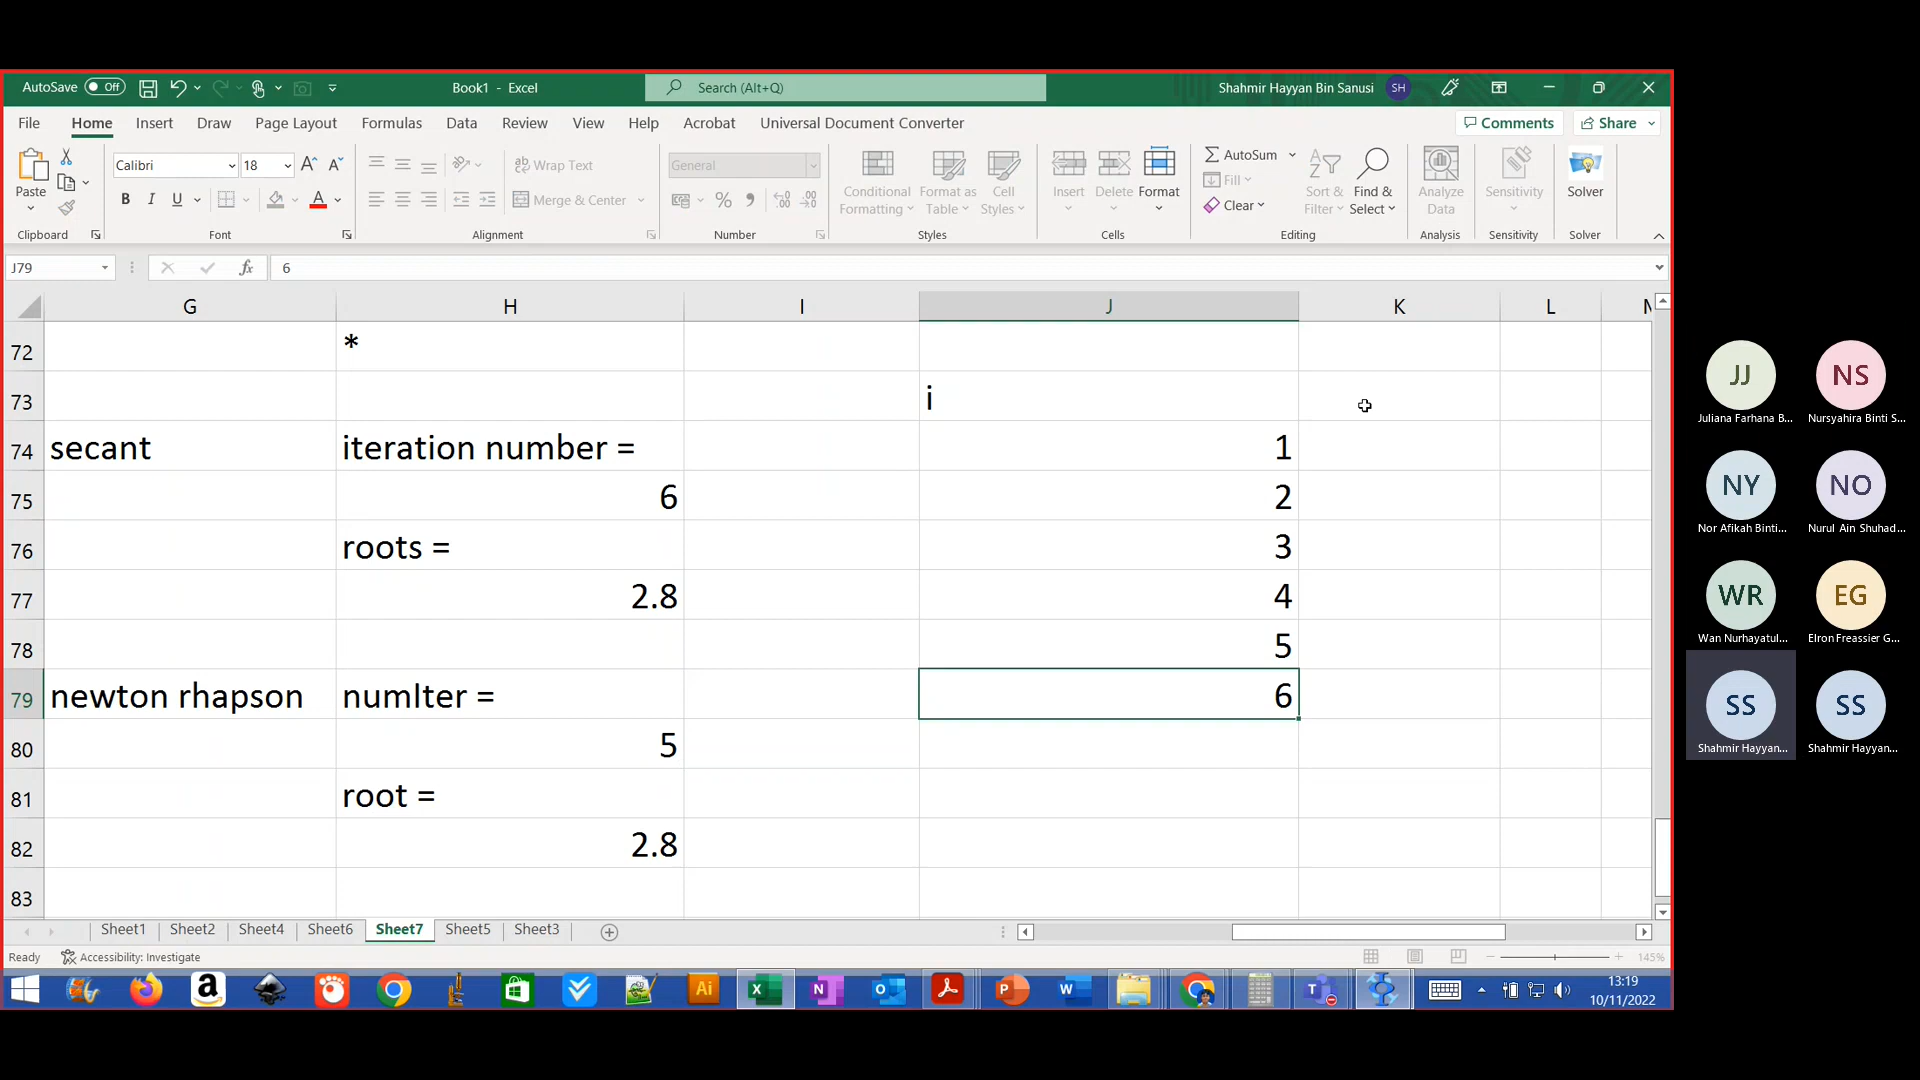 AutoSave Off
Book1 - Excel
Search (Alt+Q)
Shahmir Hayyan Bin Sanusi SH
File Home Insert Draw Page Layout Formulas Data Review View Help Acrobat Universal Document Converter Comments Share
Calibri 18
Wrap Text
General
AutoSum
Paste
Conditional Formatting
Format as Table
Cell Styles
Insert Delete Format
Fill
Clear
Sort & Filter
Find & Select
Analyze Data
Sensitivity
Solver
B I U A
Merge & Center
Clipboard Font Alignment Number Styles Cells Editing Analysis Sensitivity Solver
J79 fx 6
G H I J K L
72 *
73 i
74 secant iteration number = 1
75 6 2
76 roots = 3
77 2.8 4
78 5
79 newton rhapson numIter = 6
80 5
81 root =
82 2.8
83
Sheet1 Sheet2 Sheet4 Sheet6 Sheet7 Sheet5 Sheet3
Ready Accessibility: Investigate 145%
13:19
10/11/2022
JJ NS
Juliana Farhana B... Nursyahira Binti S...
NY NO
Nor Afikah Binti... Nurul Ain Shuhad...
WR EG
Wan Nurhayatul... Elron Freassier G...
SS SS
Shahmir Hayyan... Shahmir Hayyan...